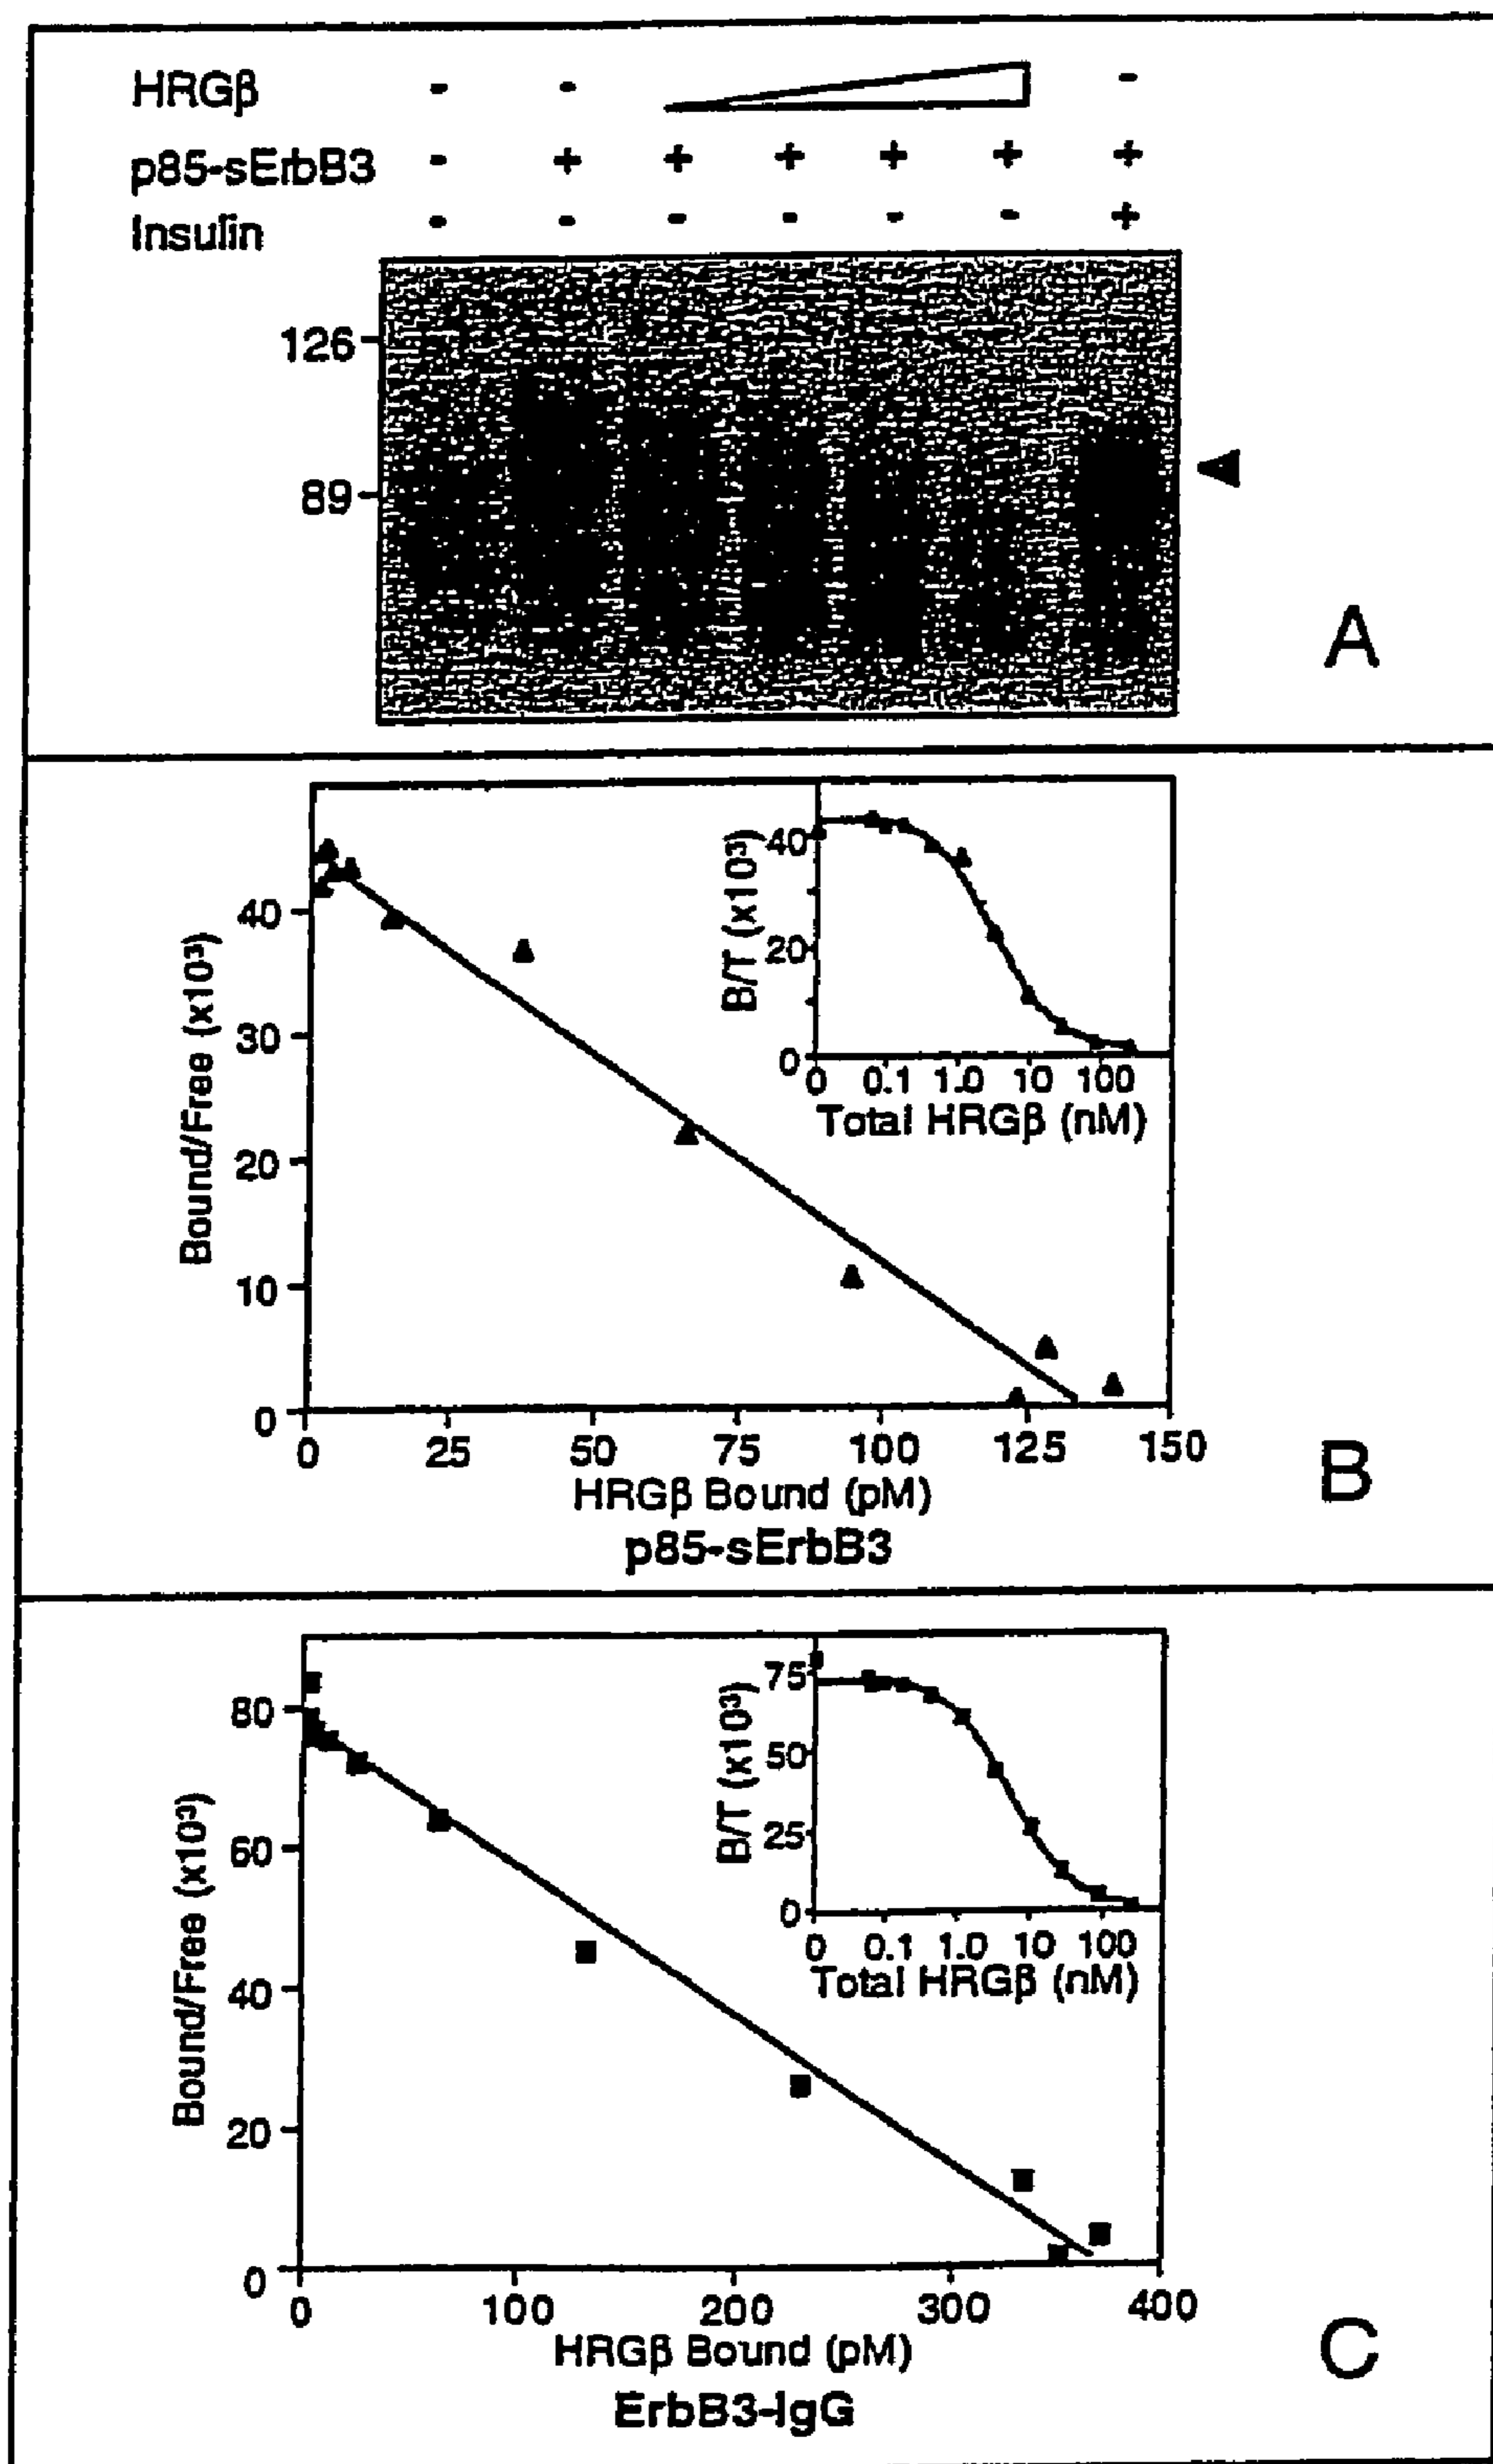 HRGβ - - -
p85-sErbB3 - + + + + + +
Insulin - - - - - - +
126
89
A
40
30
20
10
0
Bound/Free (x10³)
0 25 50 75 100 125 150
HRGβ Bound (pM)
p85-sErbB3
40
20
0
B/T (x10³)
0 0.1 1.0 10 100
Total HRGβ (nM)
B
80
60
40
20
0
Bound/Free (x10³)
0 100 200 300 400
HRGβ Bound (pM)
ErbB3-IgG
75
50
25
0
B/T (x10³)
0 0.1 1.0 10 100
Total HRGβ (nM)
C